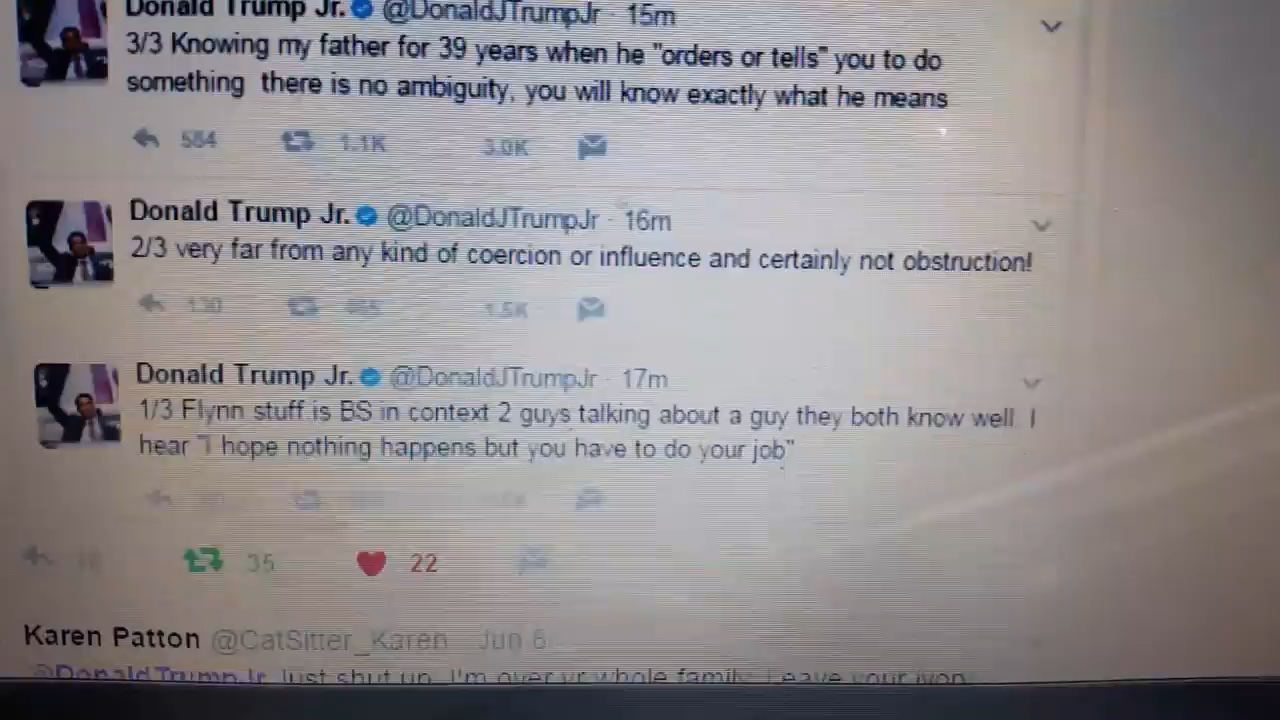 Donald Trump Jr. @DonaldJTrumpJr · 15m
3/3 Knowing my father for 39 years when he "orders or tells" you to do
something there is no ambiguity, you will know exactly what he means
564 1.1K 3.0K
Donald Trump Jr. @DonaldJTrumpJr · 16m
2/3 very far from any kind of coercion or influence and certainly not obstruction!
130 1.5K
Donald Trump Jr. @DonaldJTrumpJr · 17m
1/3 Flynn stuff is BS in context 2 guys talking about a guy they both know well. I
hear "I hope nothing happens but you have to do your job"
35 22
Karen Patton @CatSitter_Karen Jun 6
@DonaldTrumpJr Just shut up. I'm over yr whole family. Leave your